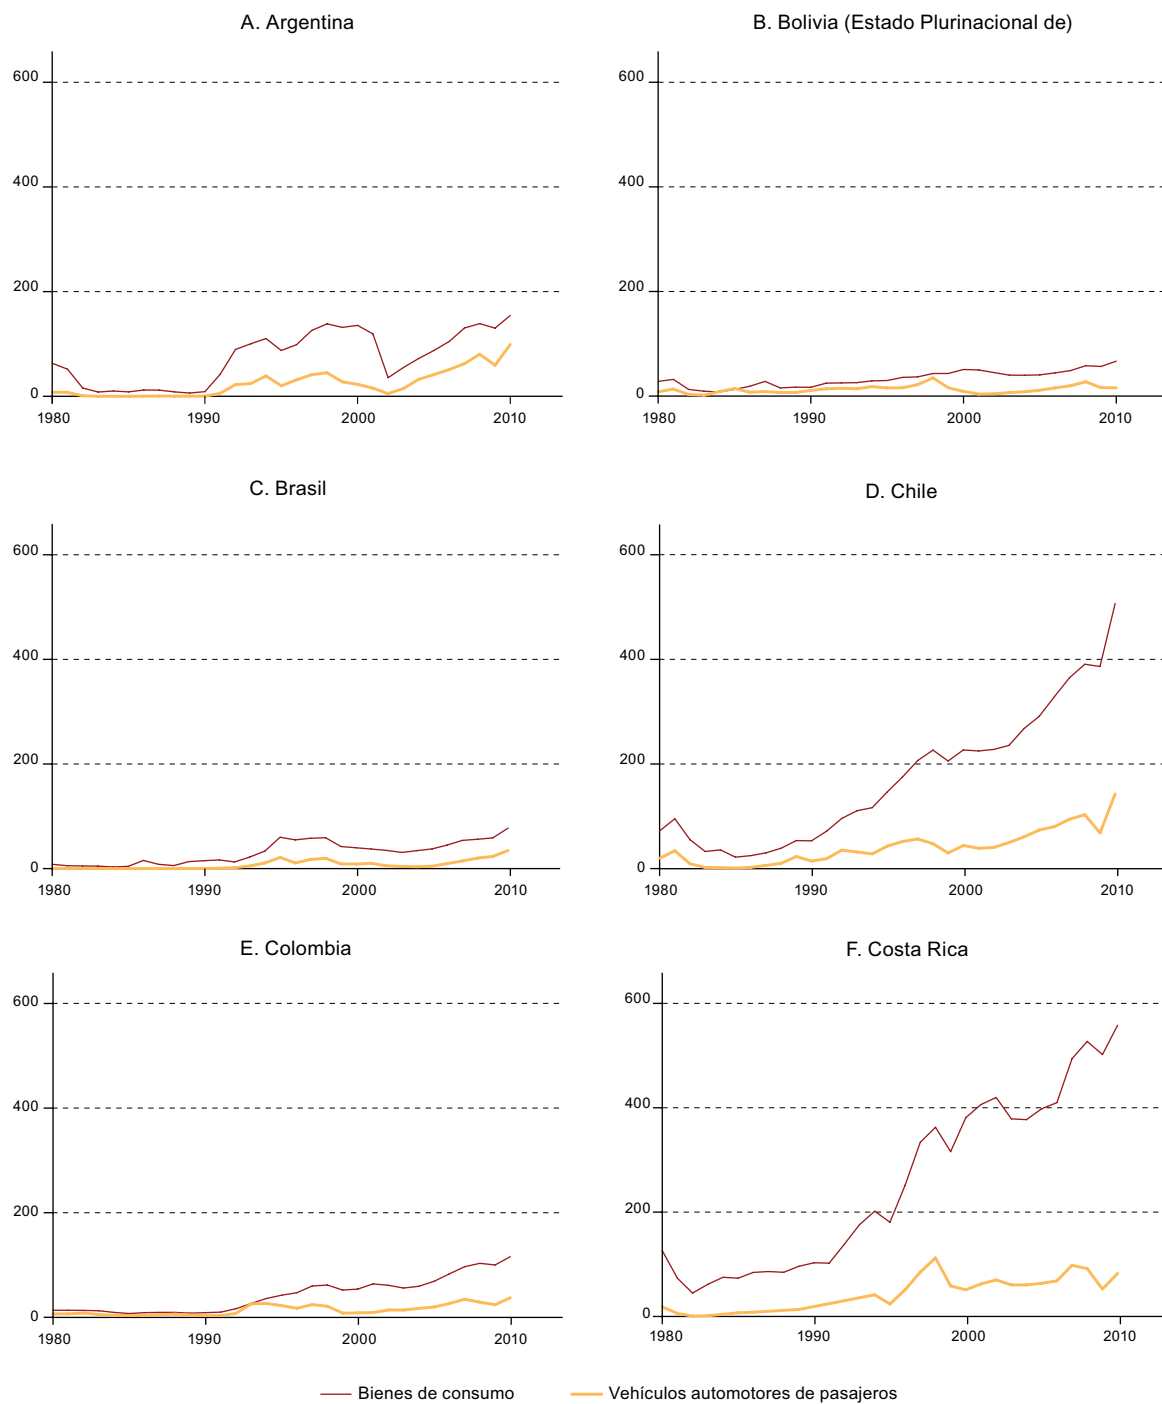 A. Argentina
600
400
200
0
1980 1990 2000 2010
B. Bolivia (Estado Plurinacional de)
600
400
200
0
1980 1990 2000 2010
C. Brasil
600
400
200
0
1980 1990 2000 2010
D. Chile
600
400
200
0
1980 1990 2000 2010
E. Colombia
600
400
200
0
1980 1990 2000 2010
F. Costa Rica
600
400
200
0
1980 1990 2000 2010
Bienes de consumo
Vehículos automotores de pasajeros